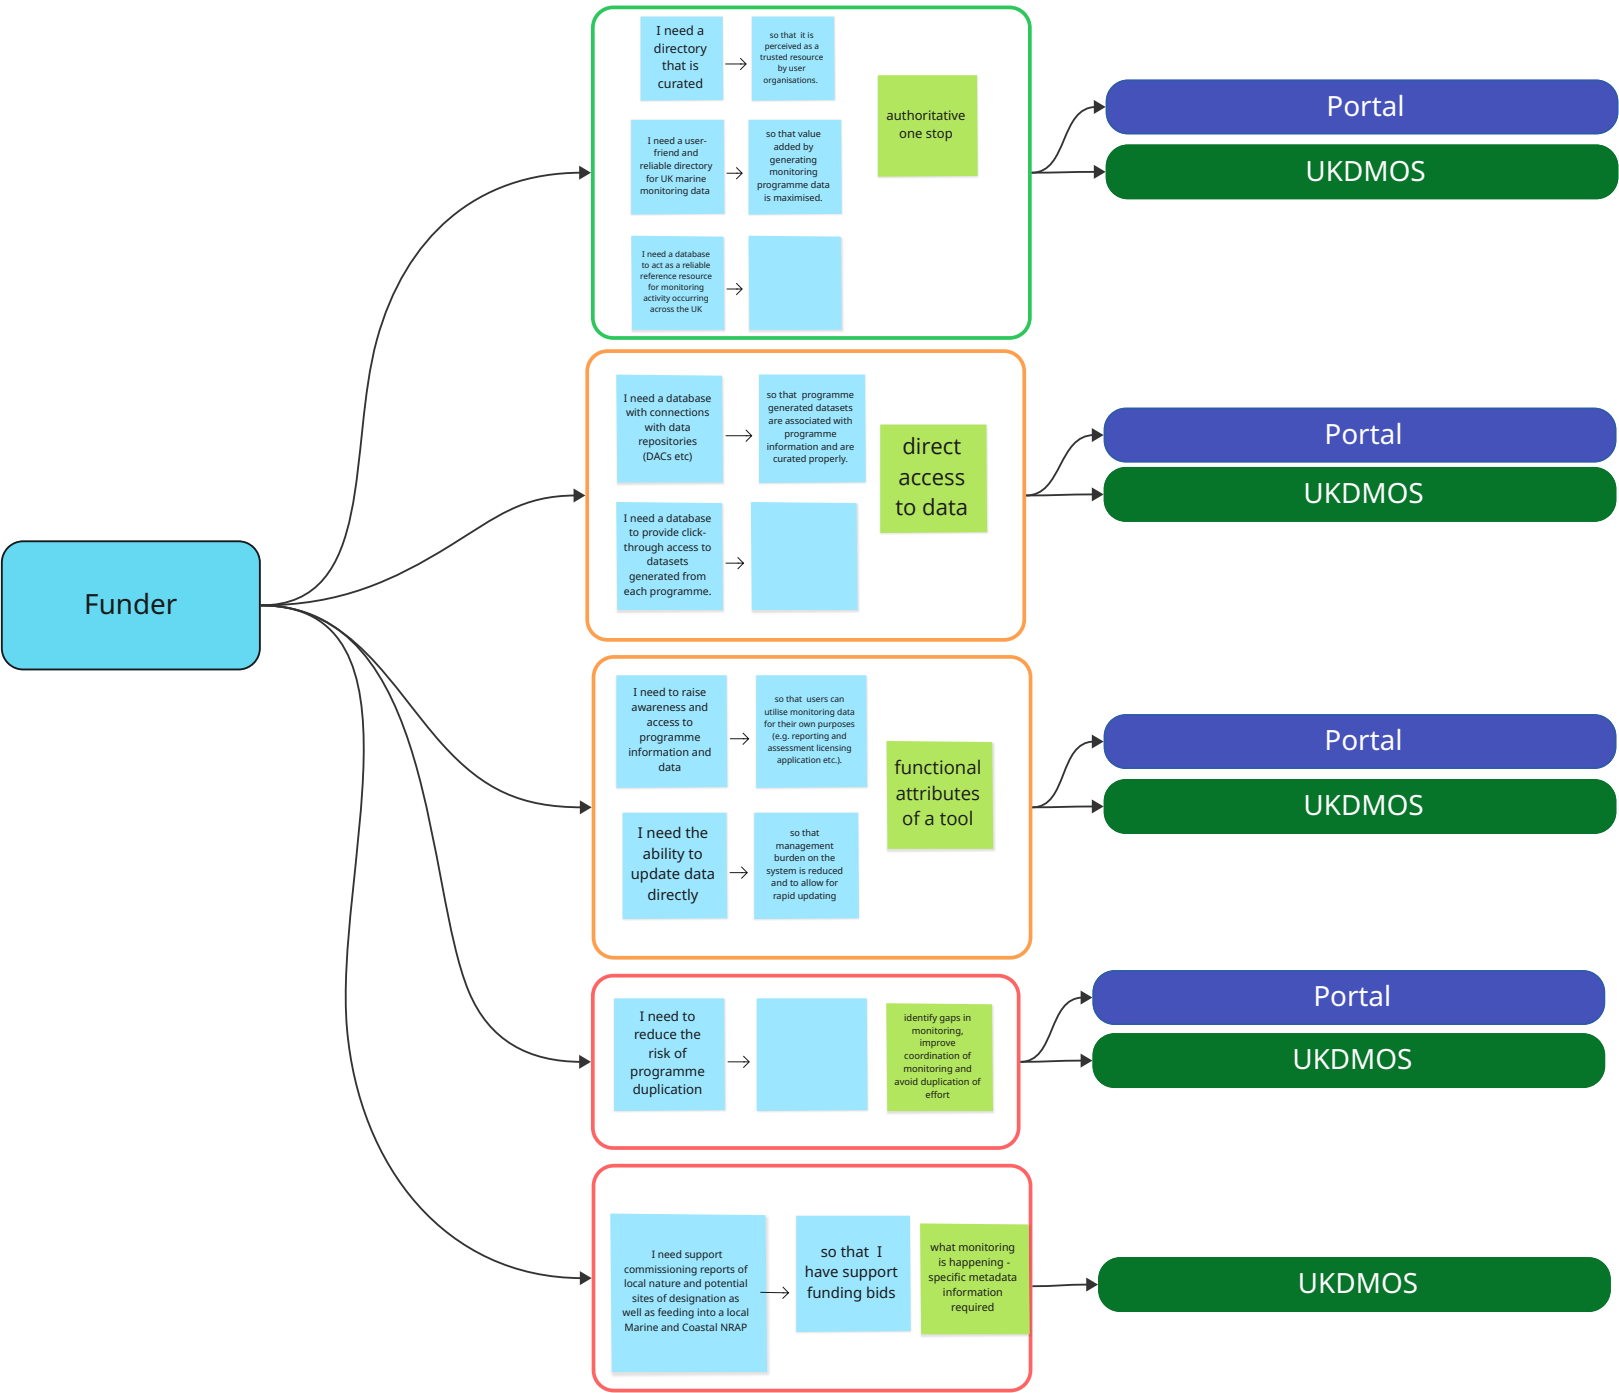 Funder
I need a
directory
that is
curated
so that  it is
perceived as a
trusted resource
by user
organisations.
I need a user-
friend and
reliable directory
for UK marine
monitoring data
so that value
added by
generating
monitoring
programme data
is maximised.
I need a database
to act as a reliable
reference resource
for monitoring
activity occurring
across the UK
authoritative
one stop
Portal
UKDMOS
I need a database
with connections
with data
repositories
(DACs etc)
so that  programme
generated datasets
are associated with
programme
information and are
curated properly.
I need a database
to provide click-
through access to
datasets
generated from
each programme.
direct
access
to data
Portal
UKDMOS
I need to raise
awareness and
access to
programme
information and
data
so that  users can
utilise monitoring data
for their own purposes
(e.g. reporting and
assessment licensing
application etc.).
I need the
ability to
update data
directly
so that
management
burden on the
system is reduced
and to allow for
rapid updating
functional
attributes
of a tool
Portal
UKDMOS
I need to
reduce the
risk of
programme
duplication
identify gaps in
monitoring,
improve
coordination of
monitoring and
avoid duplication of
effort
Portal
UKDMOS
I need support
commissioning reports of
local nature and potential
sites of designation as
well as feeding into a local
Marine and Coastal NRAP
so that  I
have support
funding bids
what monitoring
is happening -
specific metadata
information
required
UKDMOS